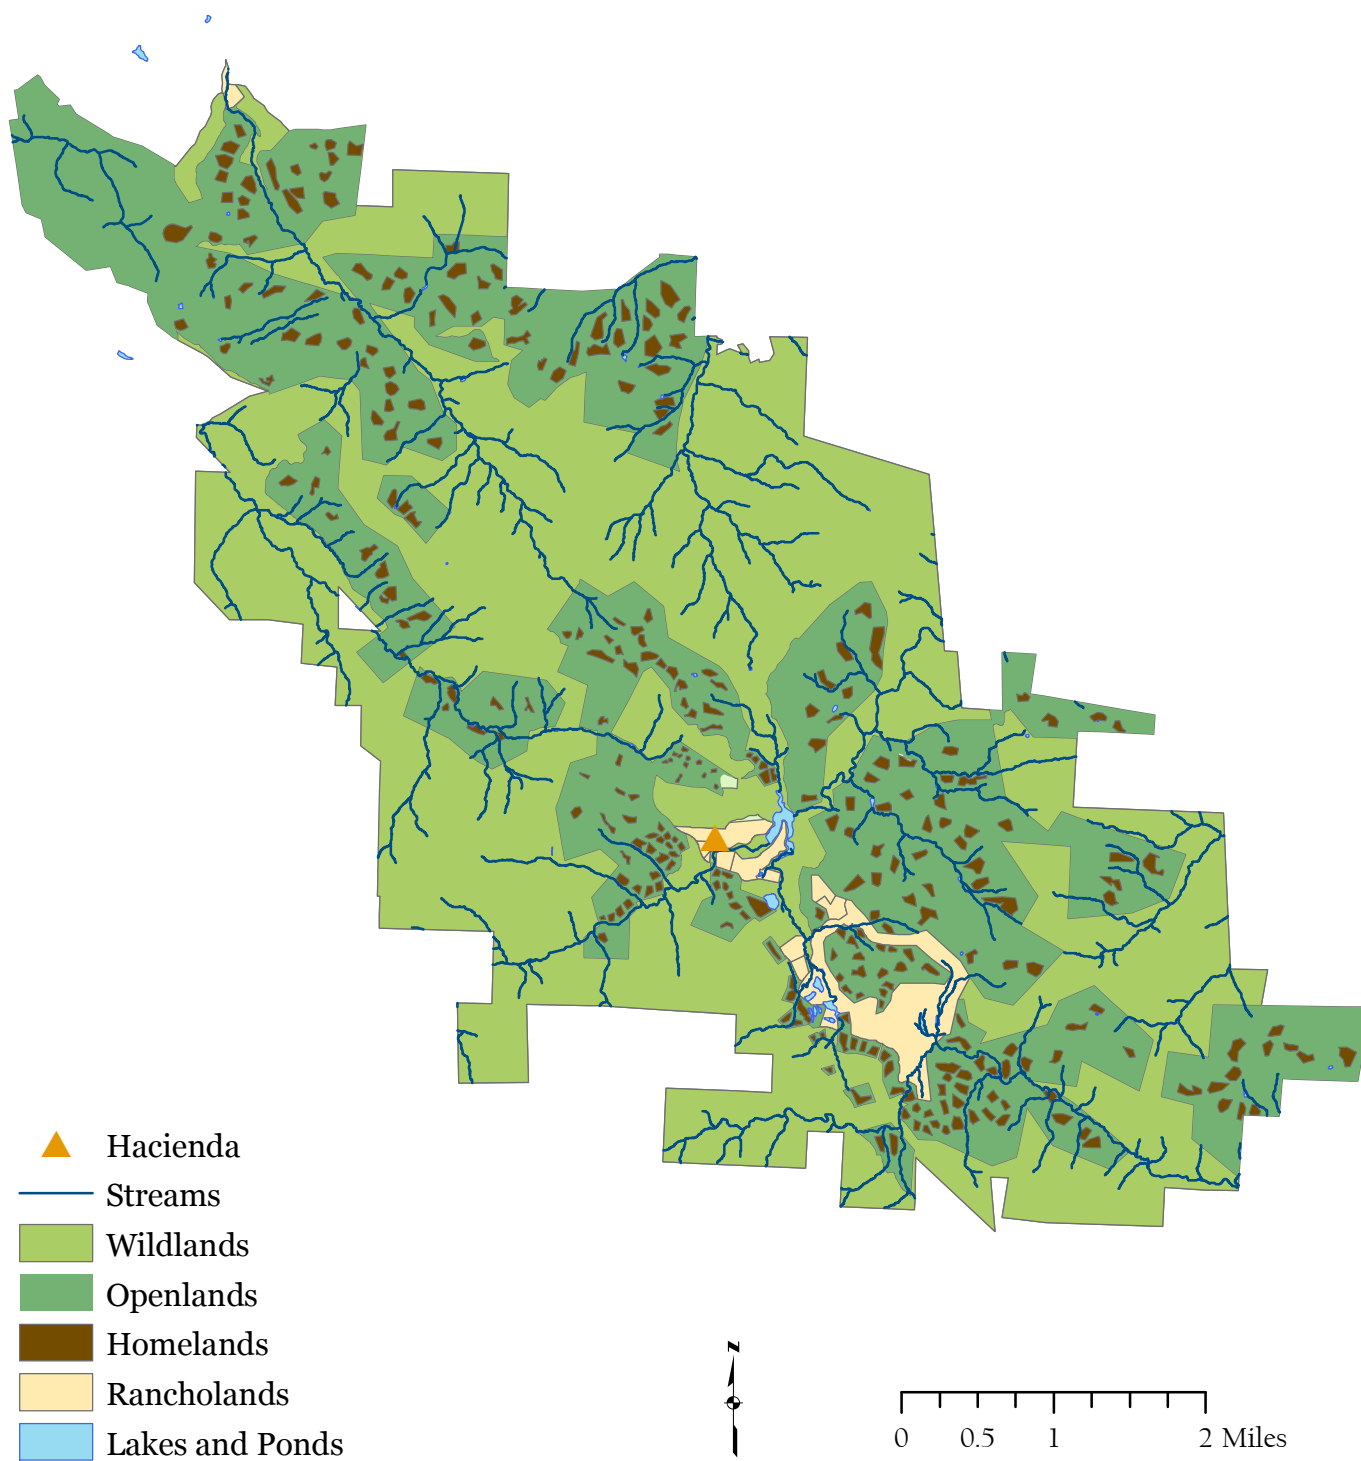 Hacienda
Streams
Wildlands
Openlands
Homelands
Rancholands
Lakes and Ponds
N
0 0.5 1 2 Miles